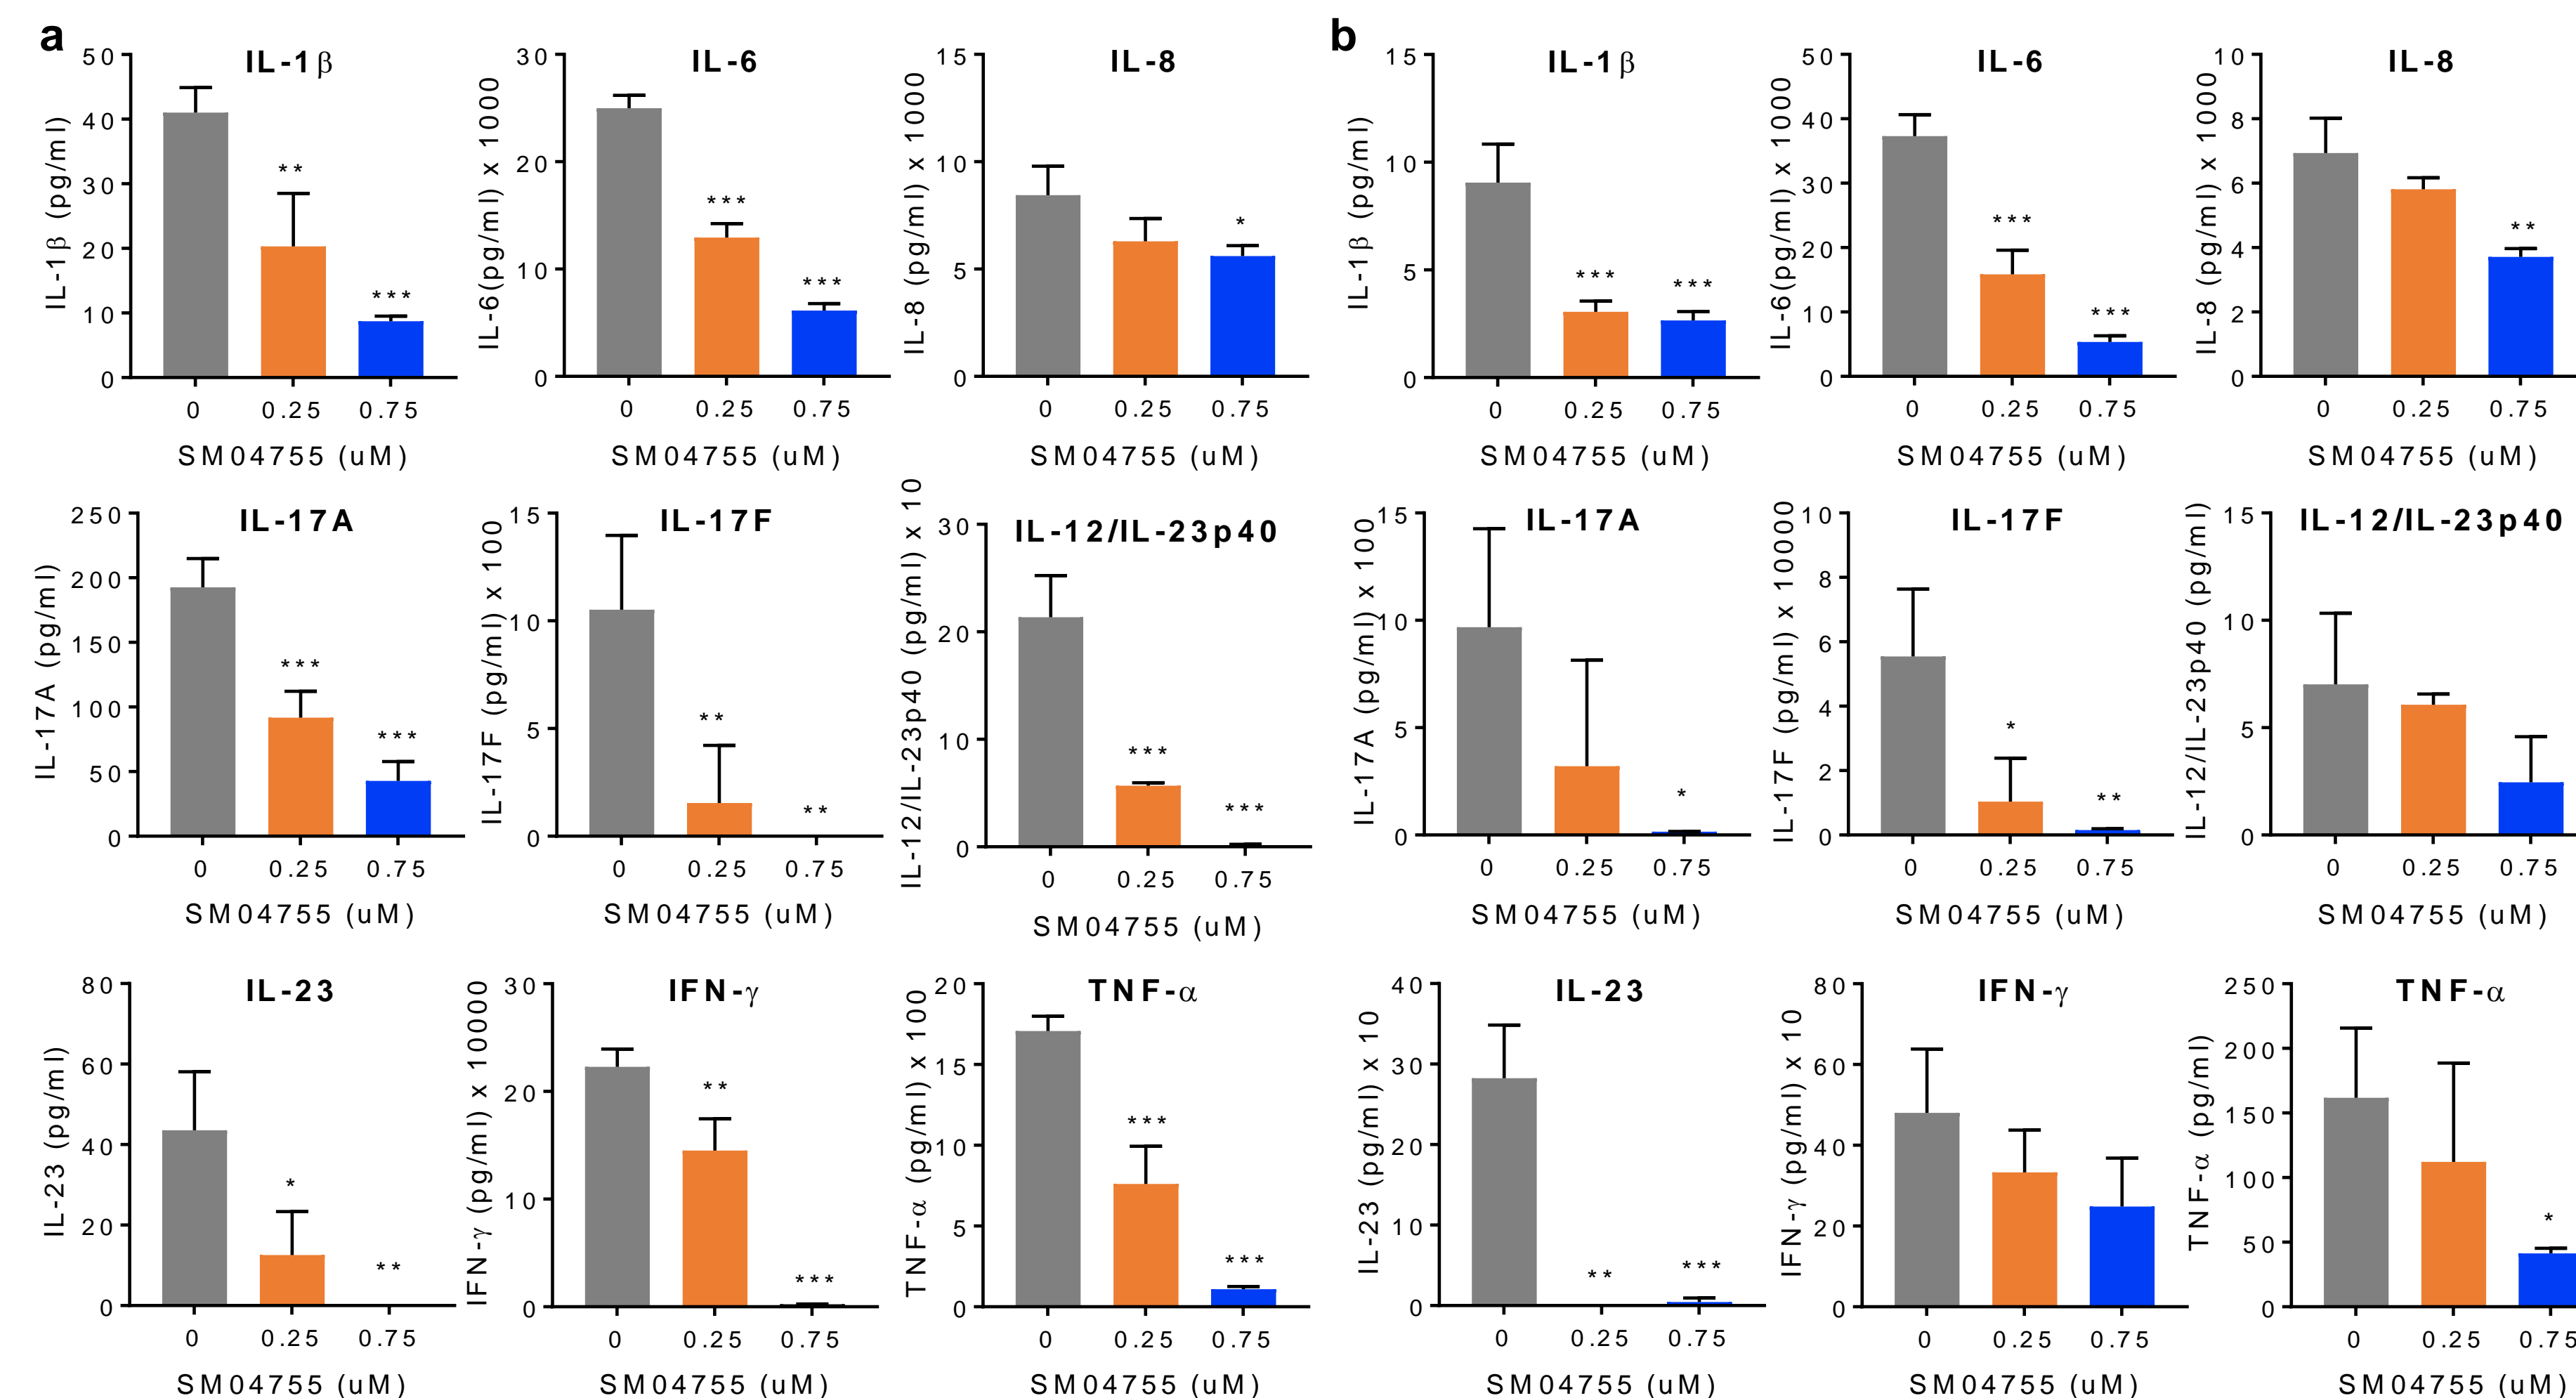 a
IL-1β
IL-1β (pg/ml)
50
40
30
20
10
0
**
***
0 0.25 0.75
SM04755 (uM)
IL-6
IL-6(pg/ml) x 1000
30
20
10
0
***
***
0 0.25 0.75
SM04755 (uM)
IL-8
IL-8 (pg/ml) x 1000
15
10
5
0
*
0 0.25 0.75
SM04755 (uM)
IL-17A
IL-17A (pg/ml)
250
200
150
100
50
0
***
***
0 0.25 0.75
SM04755 (uM)
IL-17F
IL-17F (pg/ml) x 100
15
10
5
0
**
**
0 0.25 0.75
SM04755 (uM)
IL-12/IL-23p40
IL-12/IL-23p40 (pg/ml) x 10
30
20
10
0
***
***
0 0.25 0.75
SM04755 (uM)
IL-23
IL-23 (pg/ml)
80
60
40
20
0
*
**
0 0.25 0.75
SM04755 (uM)
IFN-γ
IFN-γ (pg/ml) x 10000
30
20
10
0
**
***
0 0.25 0.75
SM04755 (uM)
TNF-α
TNF-α (pg/ml) x 100
20
15
10
5
0
***
***
0 0.25 0.75
SM04755 (uM)
b
IL-1β
IL-1β (pg/ml)
15
10
5
0
***
***
0 0.25 0.75
SM04755 (uM)
IL-6
IL-6(pg/ml) x 1000
50
40
30
20
10
0
***
***
0 0.25 0.75
SM04755 (uM)
IL-8
IL-8 (pg/ml) x 1000
10
8
6
4
2
0
**
0 0.25 0.75
SM04755 (uM)
IL-17A
IL-17A (pg/ml) x 100
15
10
5
0
*
0 0.25 0.75
SM04755 (uM)
IL-17F
IL-17F (pg/ml) x 10000
10
8
6
4
2
0
*
**
0 0.25 0.75
SM04755 (uM)
IL-12/IL-23p40
IL-12/IL-23p40 (pg/ml)
15
10
5
0
0 0.25 0.75
SM04755 (uM)
IL-23
IL-23 (pg/ml) x 10
40
30
20
10
0
**
***
0 0.25 0.75
SM04755 (uM)
IFN-γ
IFN-γ (pg/ml) x 10
80
60
40
20
0
0 0.25 0.75
SM04755 (uM)
TNF-α
TNF-α (pg/ml)
250
200
150
100
50
0
*
0 0.25 0.75
SM04755 (uM)